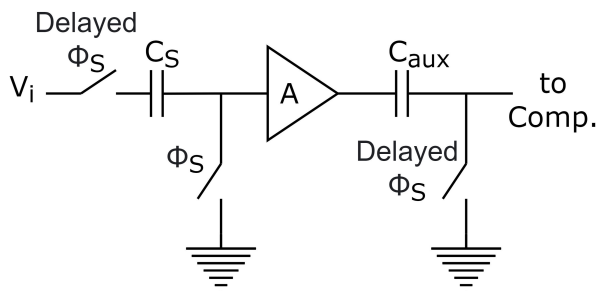 Delayed
ΦS
CS
Caux
Vi
A
to
Comp.
ΦS
Delayed
ΦS